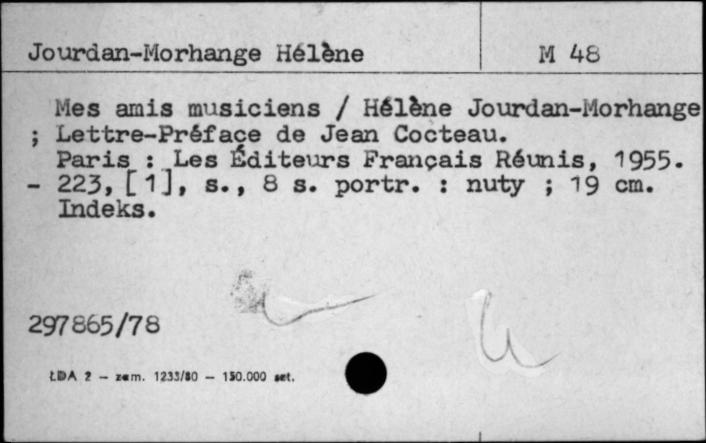 Jourdan-Morhange Hélène M 48
Mes amis musiciens / Hélène Jourdan-Morhange
; Lettre-Préface de Jean Cocteau.
Paris : Les Éditeurs Français Réunis, 1955.
- 223, [1], s., 8 s. portr. : nuty ; 19 cm.
Indeks.
297865/78
ŁDA 2 — zam. 1233/80 — 150.000 szt.